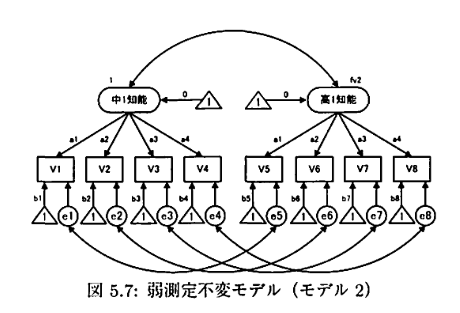 1 fv2
中1知能 0 1 1 0 高1知能
a1 a2 a3 a4 a1 a2 a3 a4
V1 V2 V3 V4 V5 V6 V7 V8
b1 b2 b3 b4 b5 b6 b7 b8
1 e1 1 e2 1 e3 1 e4 1 e5 1 e6 1 e7 1 e8
図 5.7: 弱測定不変モデル（モデル 2）